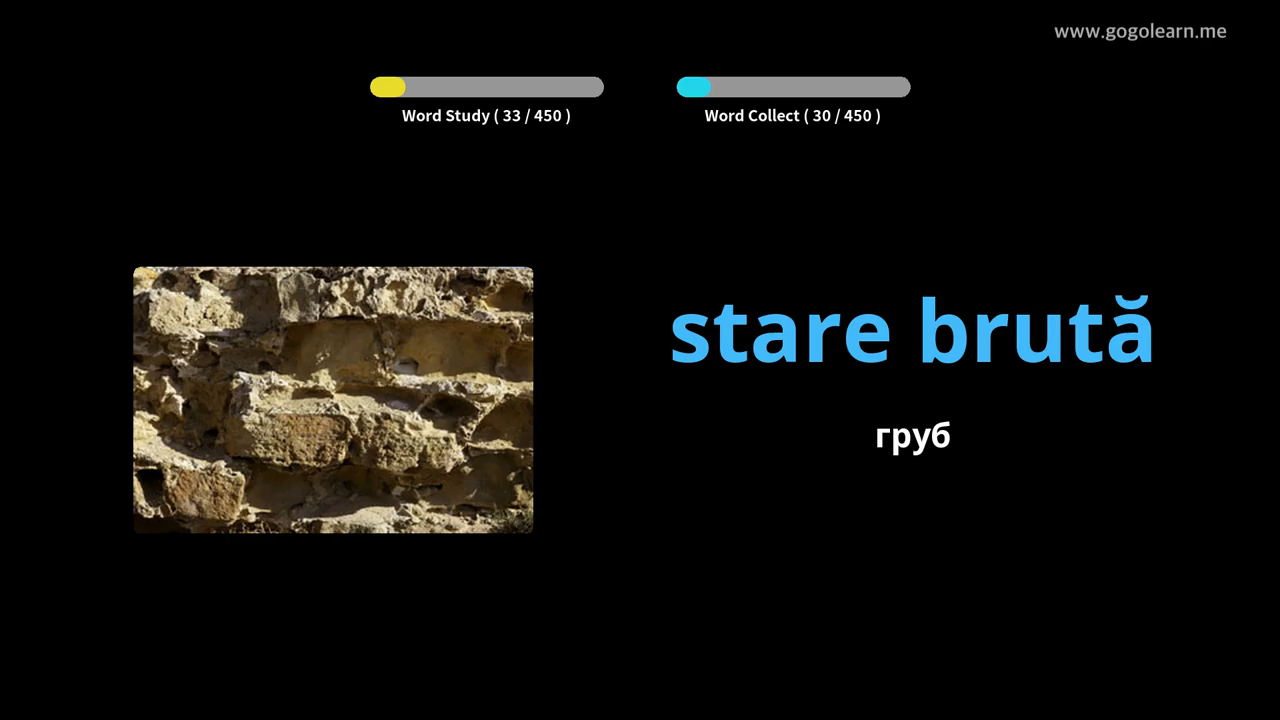 www.gogolearn.me
Word Study ( 33 / 450 )
Word Collect ( 30 / 450 )
stare brută
груб